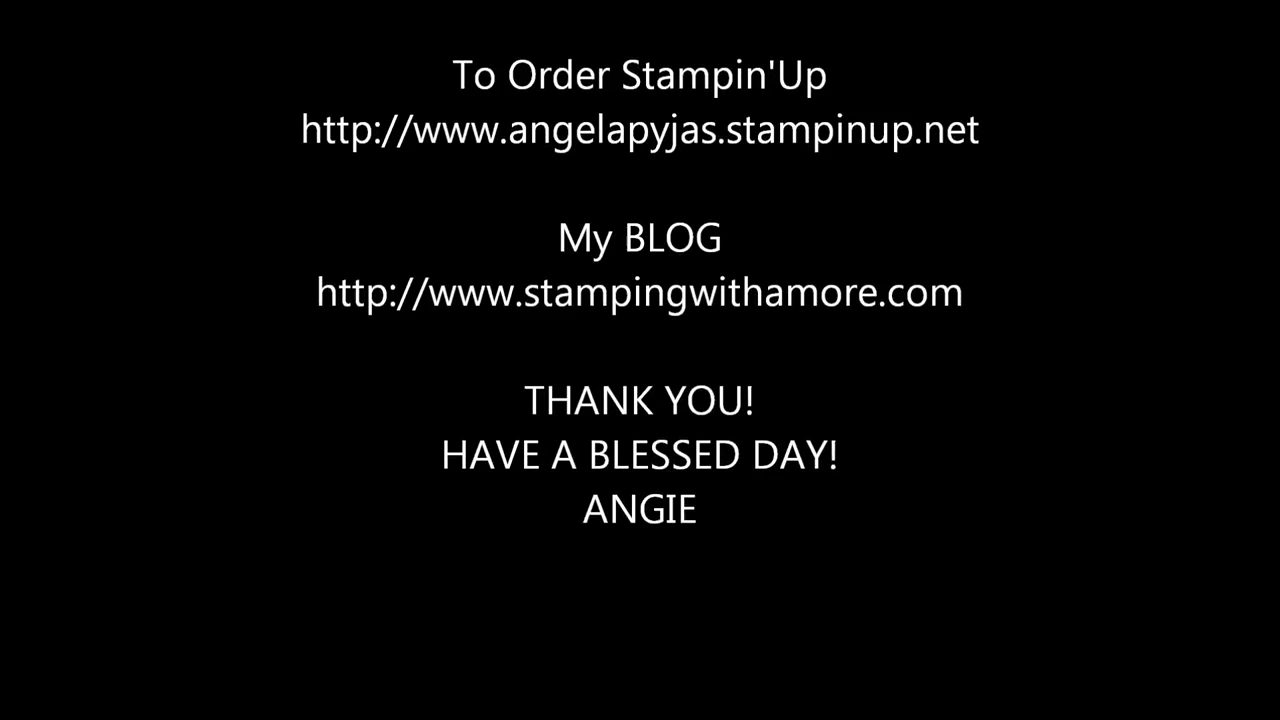 To Order Stampin'Up
http://www.angelapyjas.stampinup.net
My BLOG
http://www.stampingwithamore.com
THANK YOU!
HAVE A BLESSED DAY!
ANGIE